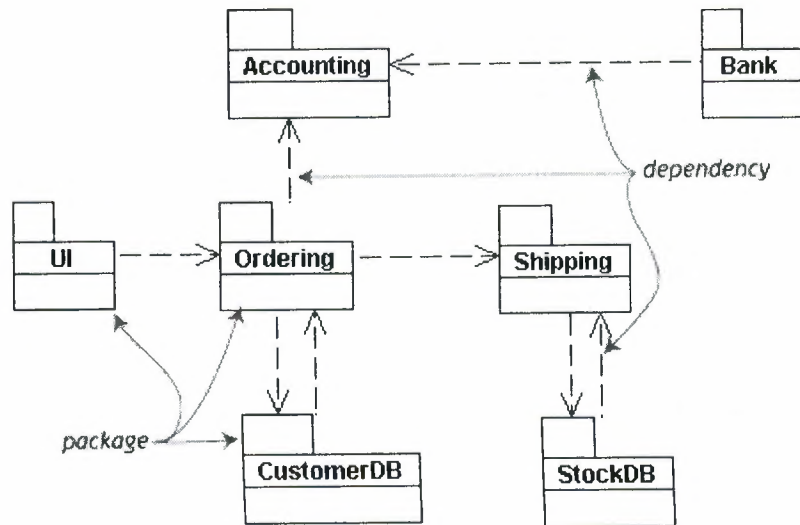 Accounting
Bank
dependency
UI
Ordering
Shipping
package
CustomerDB
StockDB